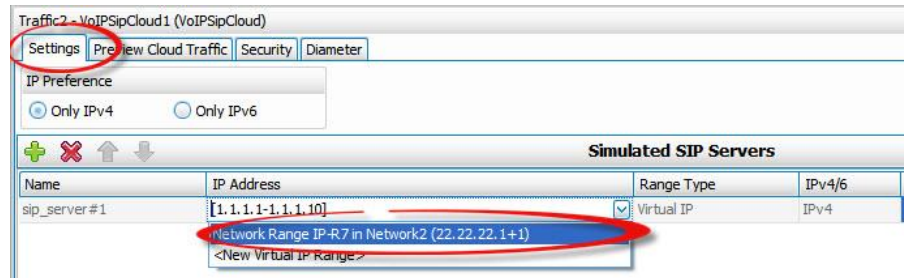 Traffic2 - VoIPSipCloud1 (VoIPSipCloud)
Settings Preview Cloud Traffic Security Diameter
IP Preference
Only IPv4 Only IPv6
Simulated SIP Servers
Name IP Address Range Type IPv4/6
sip_server#1 [1.1.1.1-1.1.1.10] Virtual IP IPv4
Network Range IP-R7 in Network2 (22.22.22.1+1)
<New Virtual IP Range>